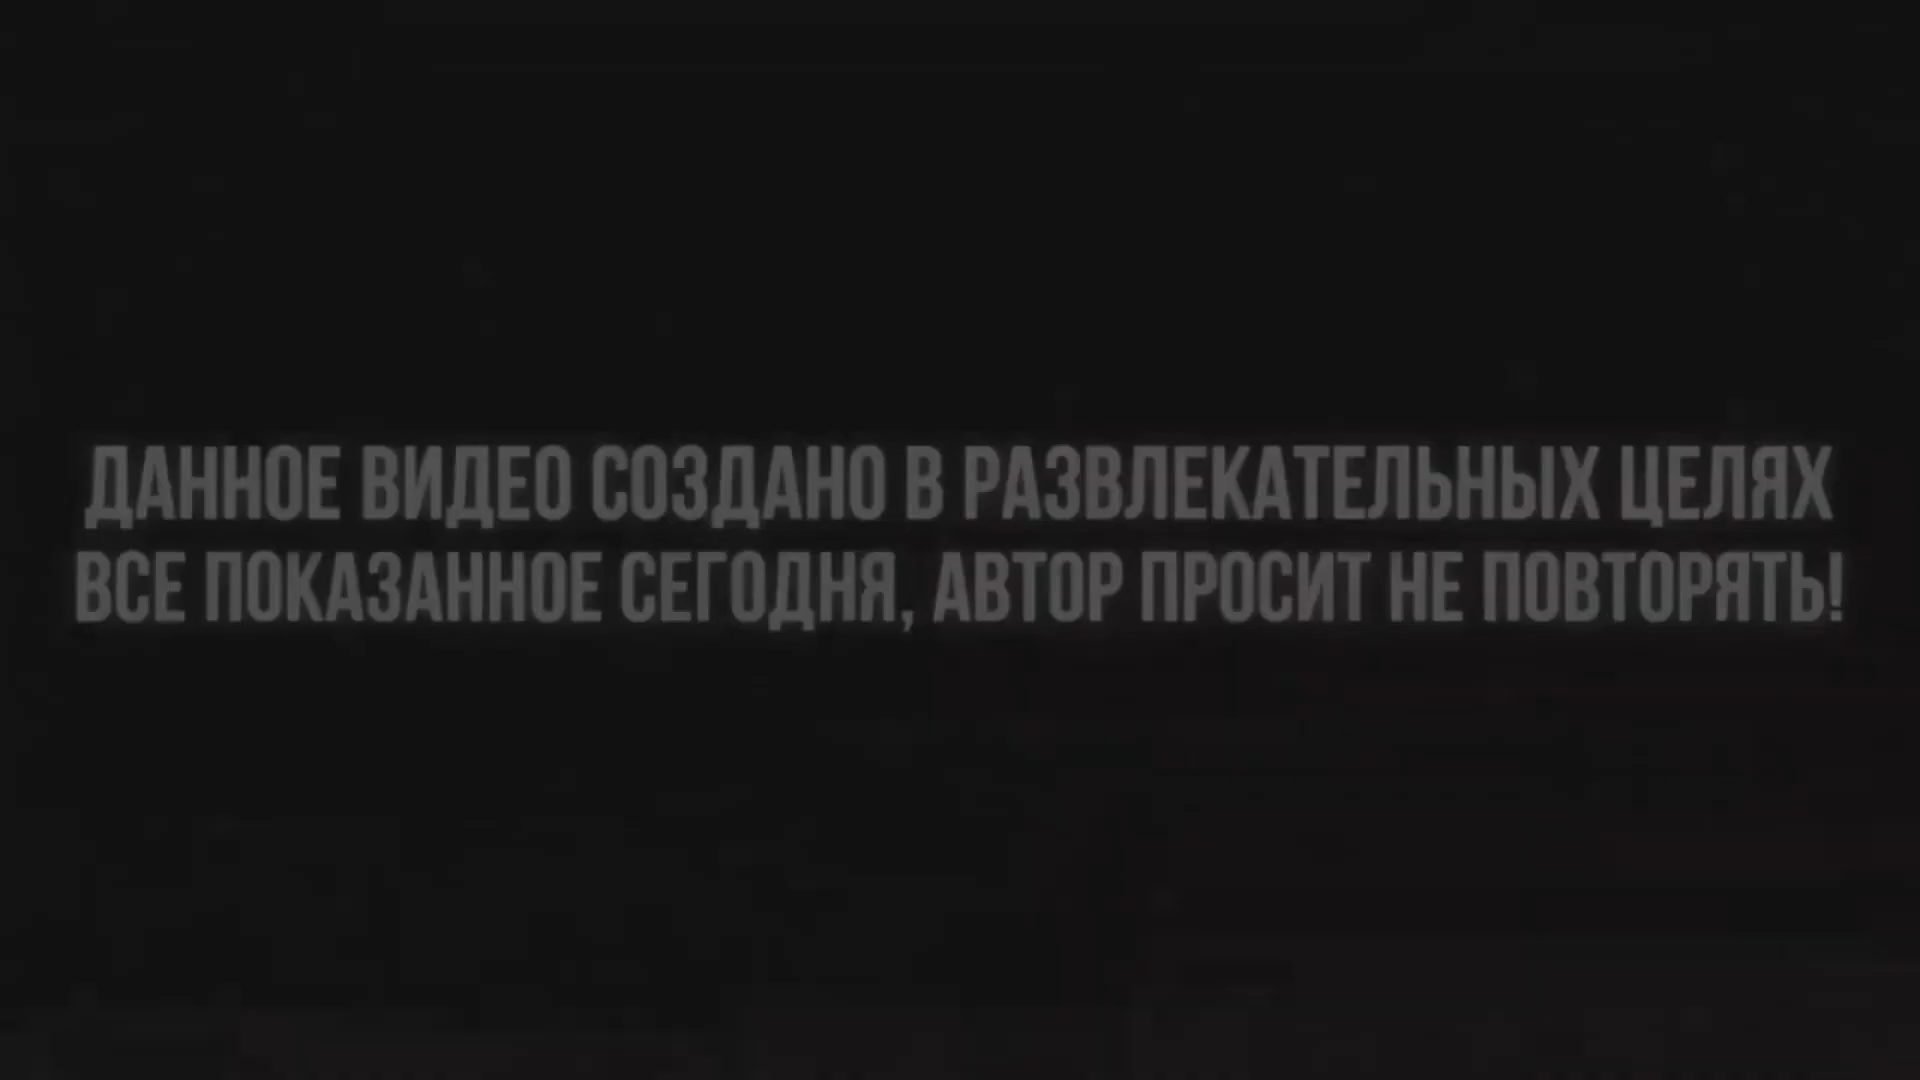 ДАННОЕ ВИДЕО СОЗДАНО В РАЗВЛЕКАТЕЛЬНЫХ ЦЕЛЯХ
ВСЕ ПОКАЗАННОЕ СЕГОДНЯ, АВТОР ПРОСИТ НЕ ПОВТОРЯТЬ!